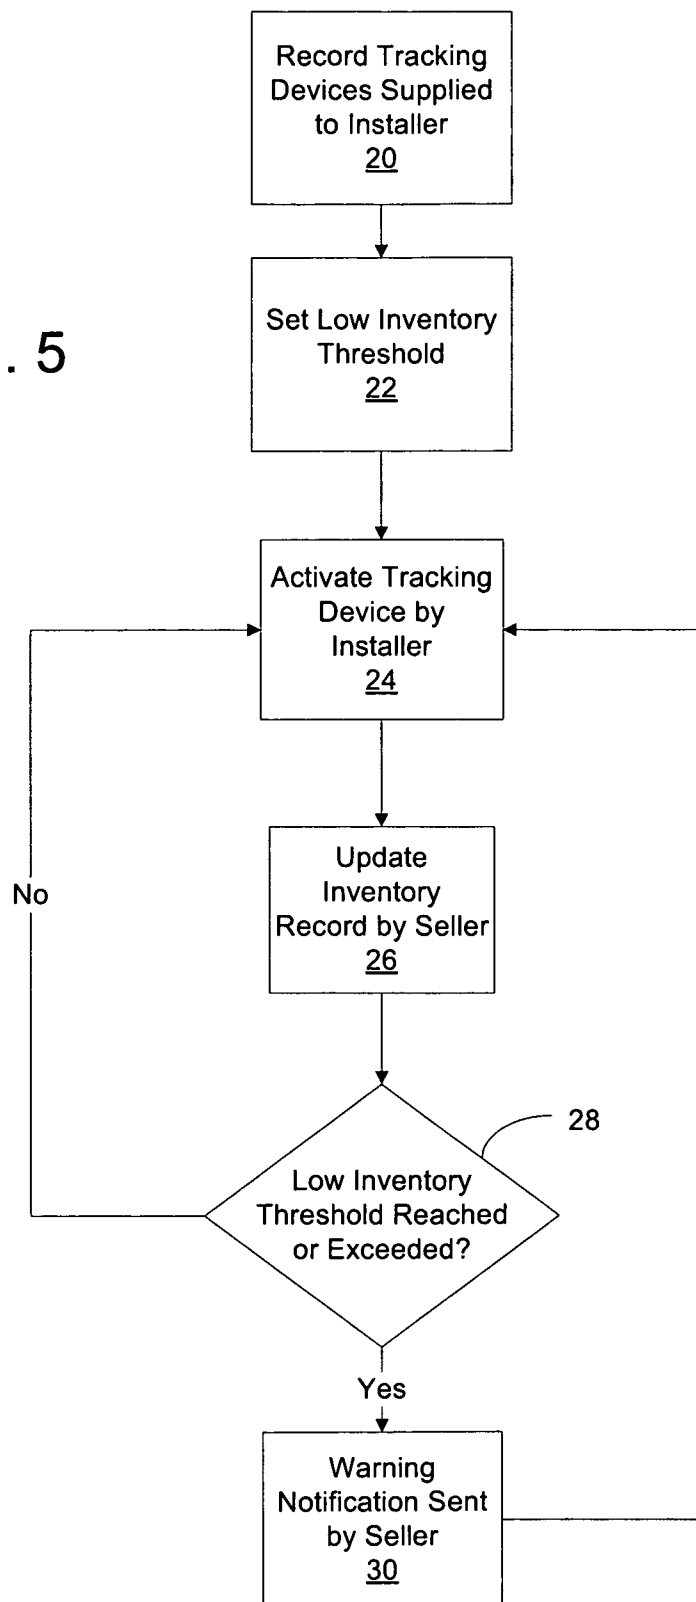 Record Tracking
Devices Supplied
to Installer
20
Set Low Inventory
Threshold
22
. 5
Activate Tracking
Device by
Installer
24
Update
Inventory
Record by Seller
26
No
28
Low Inventory
Threshold Reached
or Exceeded?
Yes
Warning
Notification Sent
by Seller
30